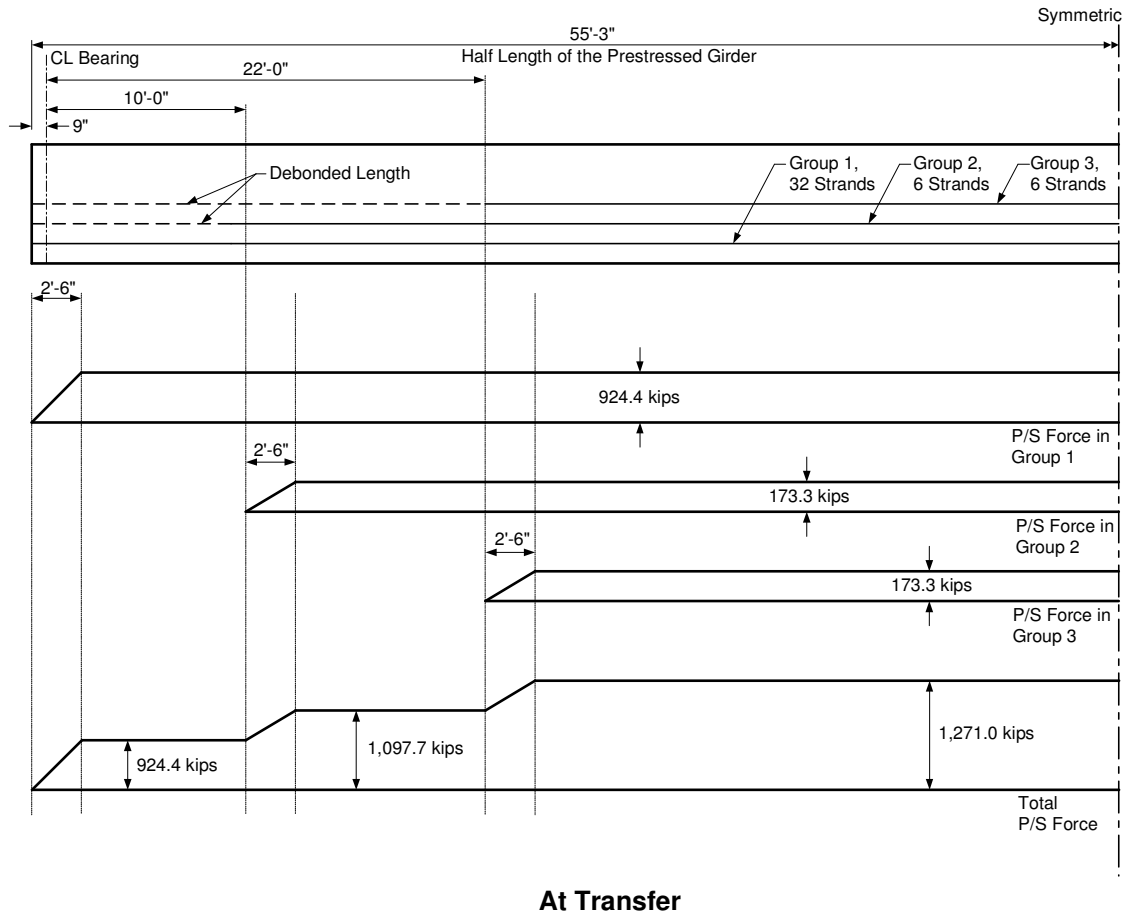 Symmetric
55'-3"
CL Bearing
Half Length of the Prestressed Girder
22'-0"
10'-0"
9"
Debonded Length
Group 1,
32 Strands
Group 2,
6 Strands
Group 3,
6 Strands
2'-6"
924.4 kips
P/S Force in
Group 1
2'-6"
173.3 kips
P/S Force in
Group 2
2'-6"
173.3 kips
P/S Force in
Group 3
924.4 kips
1,097.7 kips
1,271.0 kips
Total
P/S Force
At Transfer